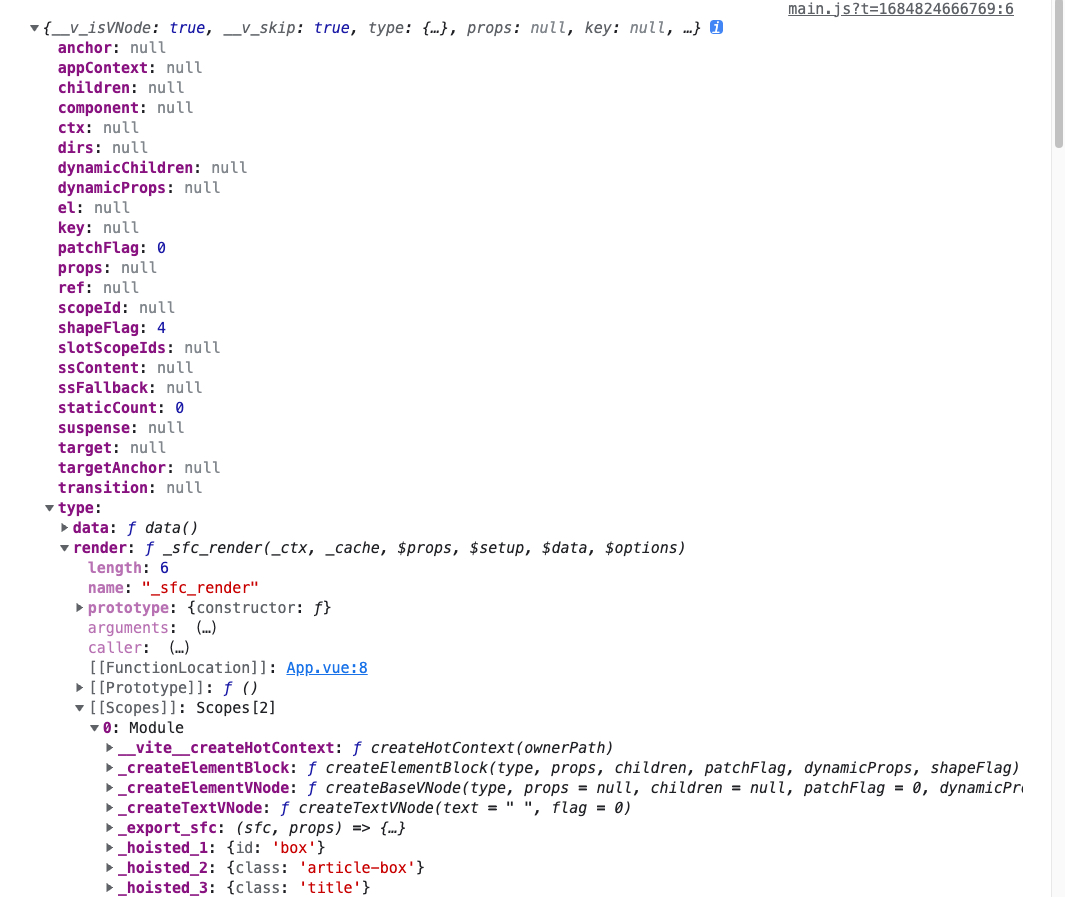 main.js?t=1684824666769:6
{__v_isVNode: true, __v_skip: true, type: {…}, props: null, key: null, …}
anchor: null
appContext: null
children: null
component: null
ctx: null
dirs: null
dynamicChildren: null
dynamicProps: null
el: null
key: null
patchFlag: 0
props: null
ref: null
scopeId: null
shapeFlag: 4
slotScopeIds: null
ssContent: null
ssFallback: null
staticCount: 0
suspense: null
target: null
targetAnchor: null
transition: null
type:
data: ƒ data()
render: ƒ _sfc_render(_ctx, _cache, $props, $setup, $data, $options)
length: 6
name: "_sfc_render"
prototype: {constructor: ƒ}
arguments: (…)
caller: (…)
[[FunctionLocation]]: App.vue:8
[[Prototype]]: ƒ ()
[[Scopes]]: Scopes[2]
0: Module
__vite__createHotContext: ƒ createHotContext(ownerPath)
_createElementBlock: ƒ createElementBlock(type, props, children, patchFlag, dynamicProps, shapeFlag)
_createElementVNode: ƒ createBaseVNode(type, props = null, children = null, patchFlag = 0, dynamicPr
_createTextVNode: ƒ createTextVNode(text = " ", flag = 0)
_export_sfc: (sfc, props) => {…}
_hoisted_1: {id: 'box'}
_hoisted_2: {class: 'article-box'}
_hoisted_3: {class: 'title'}